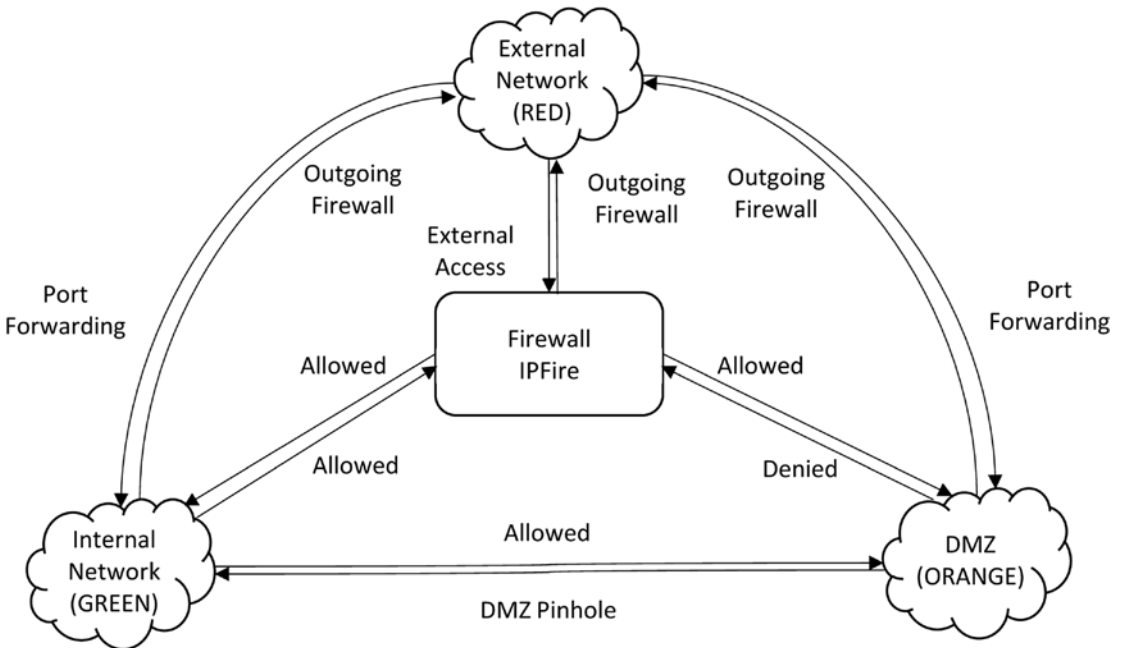 External
Network
(RED)
Outgoing
Firewall
Outgoing
Firewall
Outgoing
Firewall
External
Access
Port
Forwarding
Port
Forwarding
Firewall
IPFire
Allowed
Allowed
Allowed
Denied
Internal
Network
(GREEN)
Allowed
DMZ
(ORANGE)
DMZ Pinhole